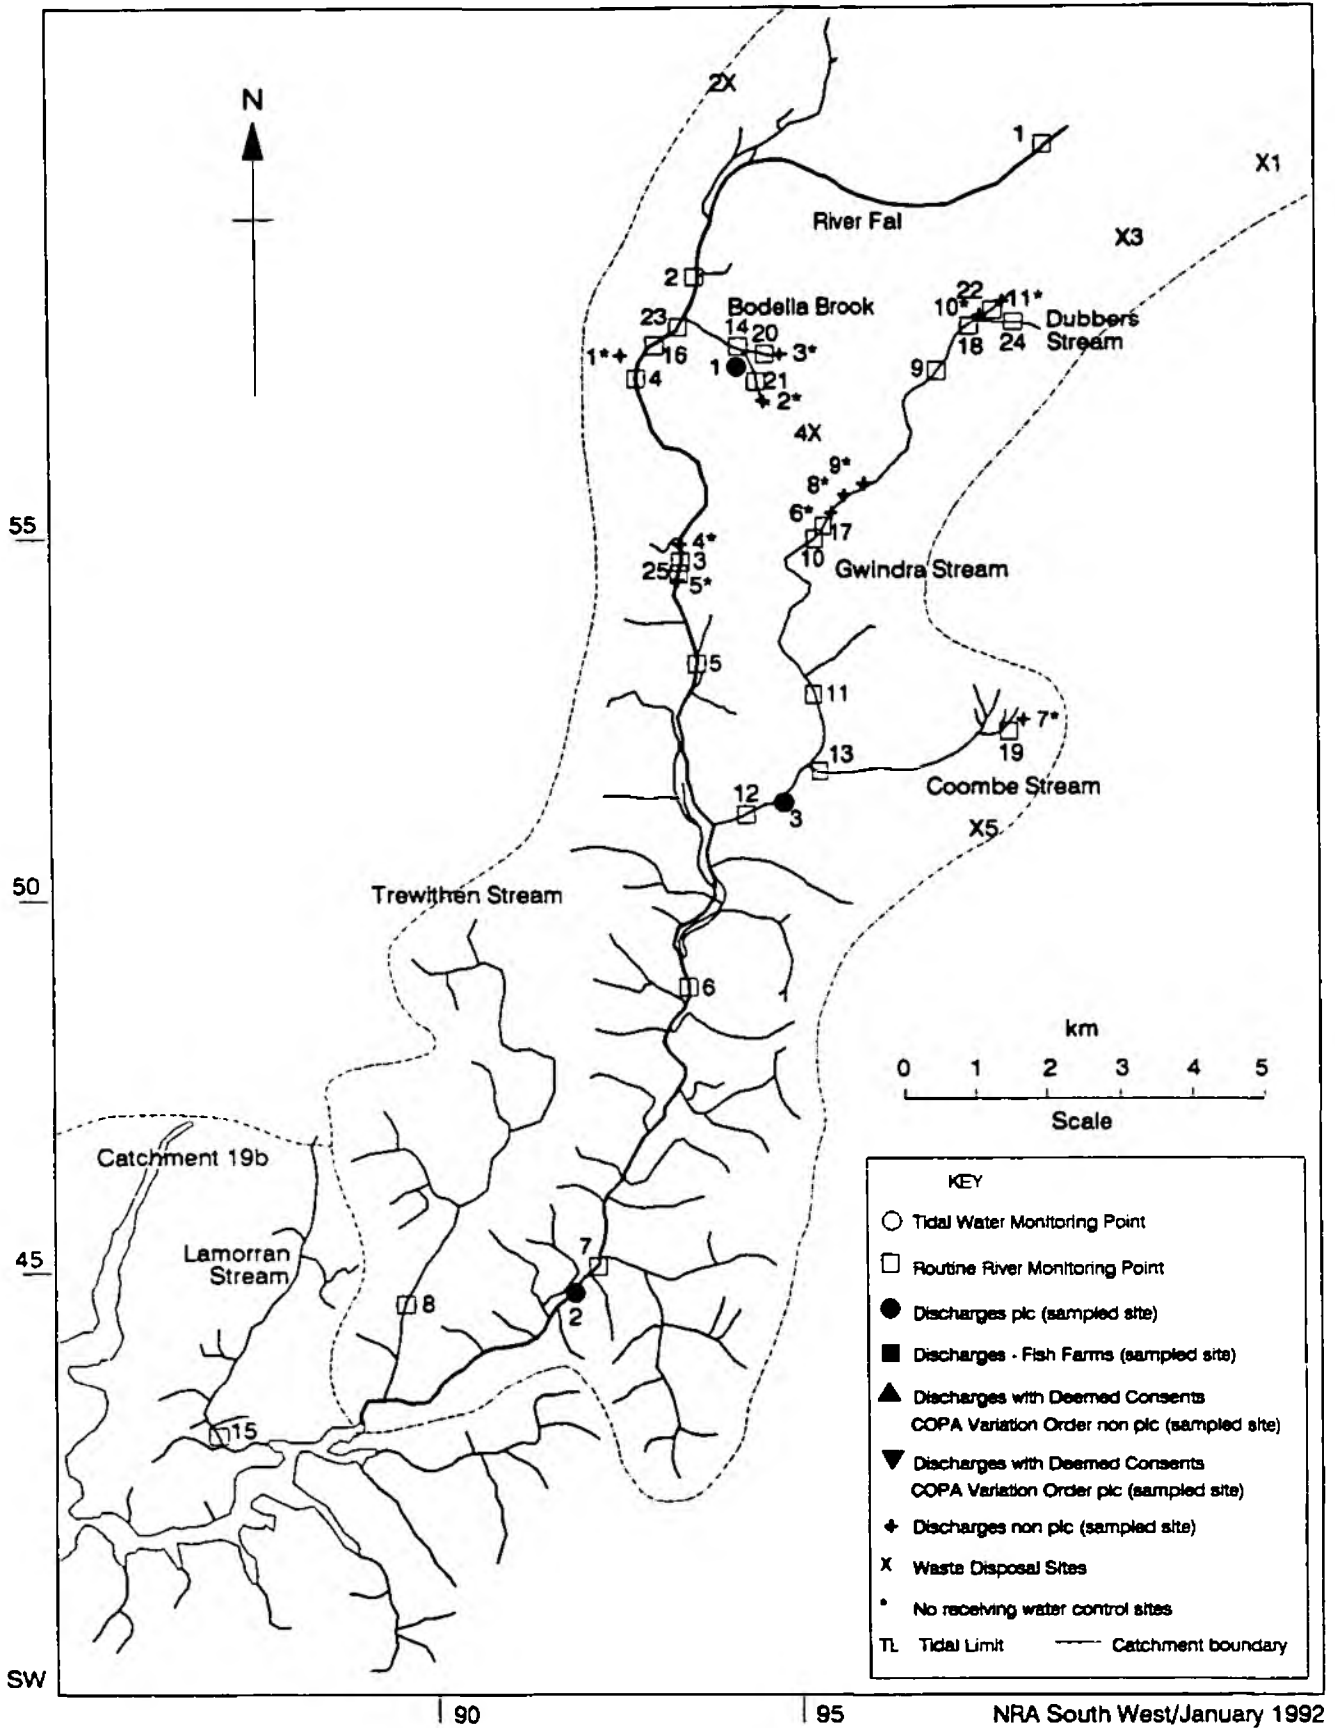 N
2X
1
X1
River Fal
X3
2
Bodella Brook
22
11*
10*
Dubbers
Stream
18
24
23
14
20
3*
1*
16
1
4
21
2*
9
4X
9*
8*
6*
17
10
Gwindra Stream
55
4*
3
25
5*
5
11
7*
19
13
Coombe Stream
12
3
X5
50
Trewithen Stream
6
km
0 1 2 3 4 5
Scale
Catchment 19b
Lamorran
Stream
45
7
8
2
15
KEY
Tidal Water Monitoring Point
Routine River Monitoring Point
Discharges plc (sampled site)
Discharges - Fish Farms (sampled site)
Discharges with Deemed Consents
COPA Variation Order non plc (sampled site)
Discharges with Deemed Consents
COPA Variation Order plc (sampled site)
Discharges non plc (sampled site)
X Waste Disposal Sites
* No receiving water control sites
TL Tidal Limit Catchment boundary
SW
90
95
NRA South West/January 1992